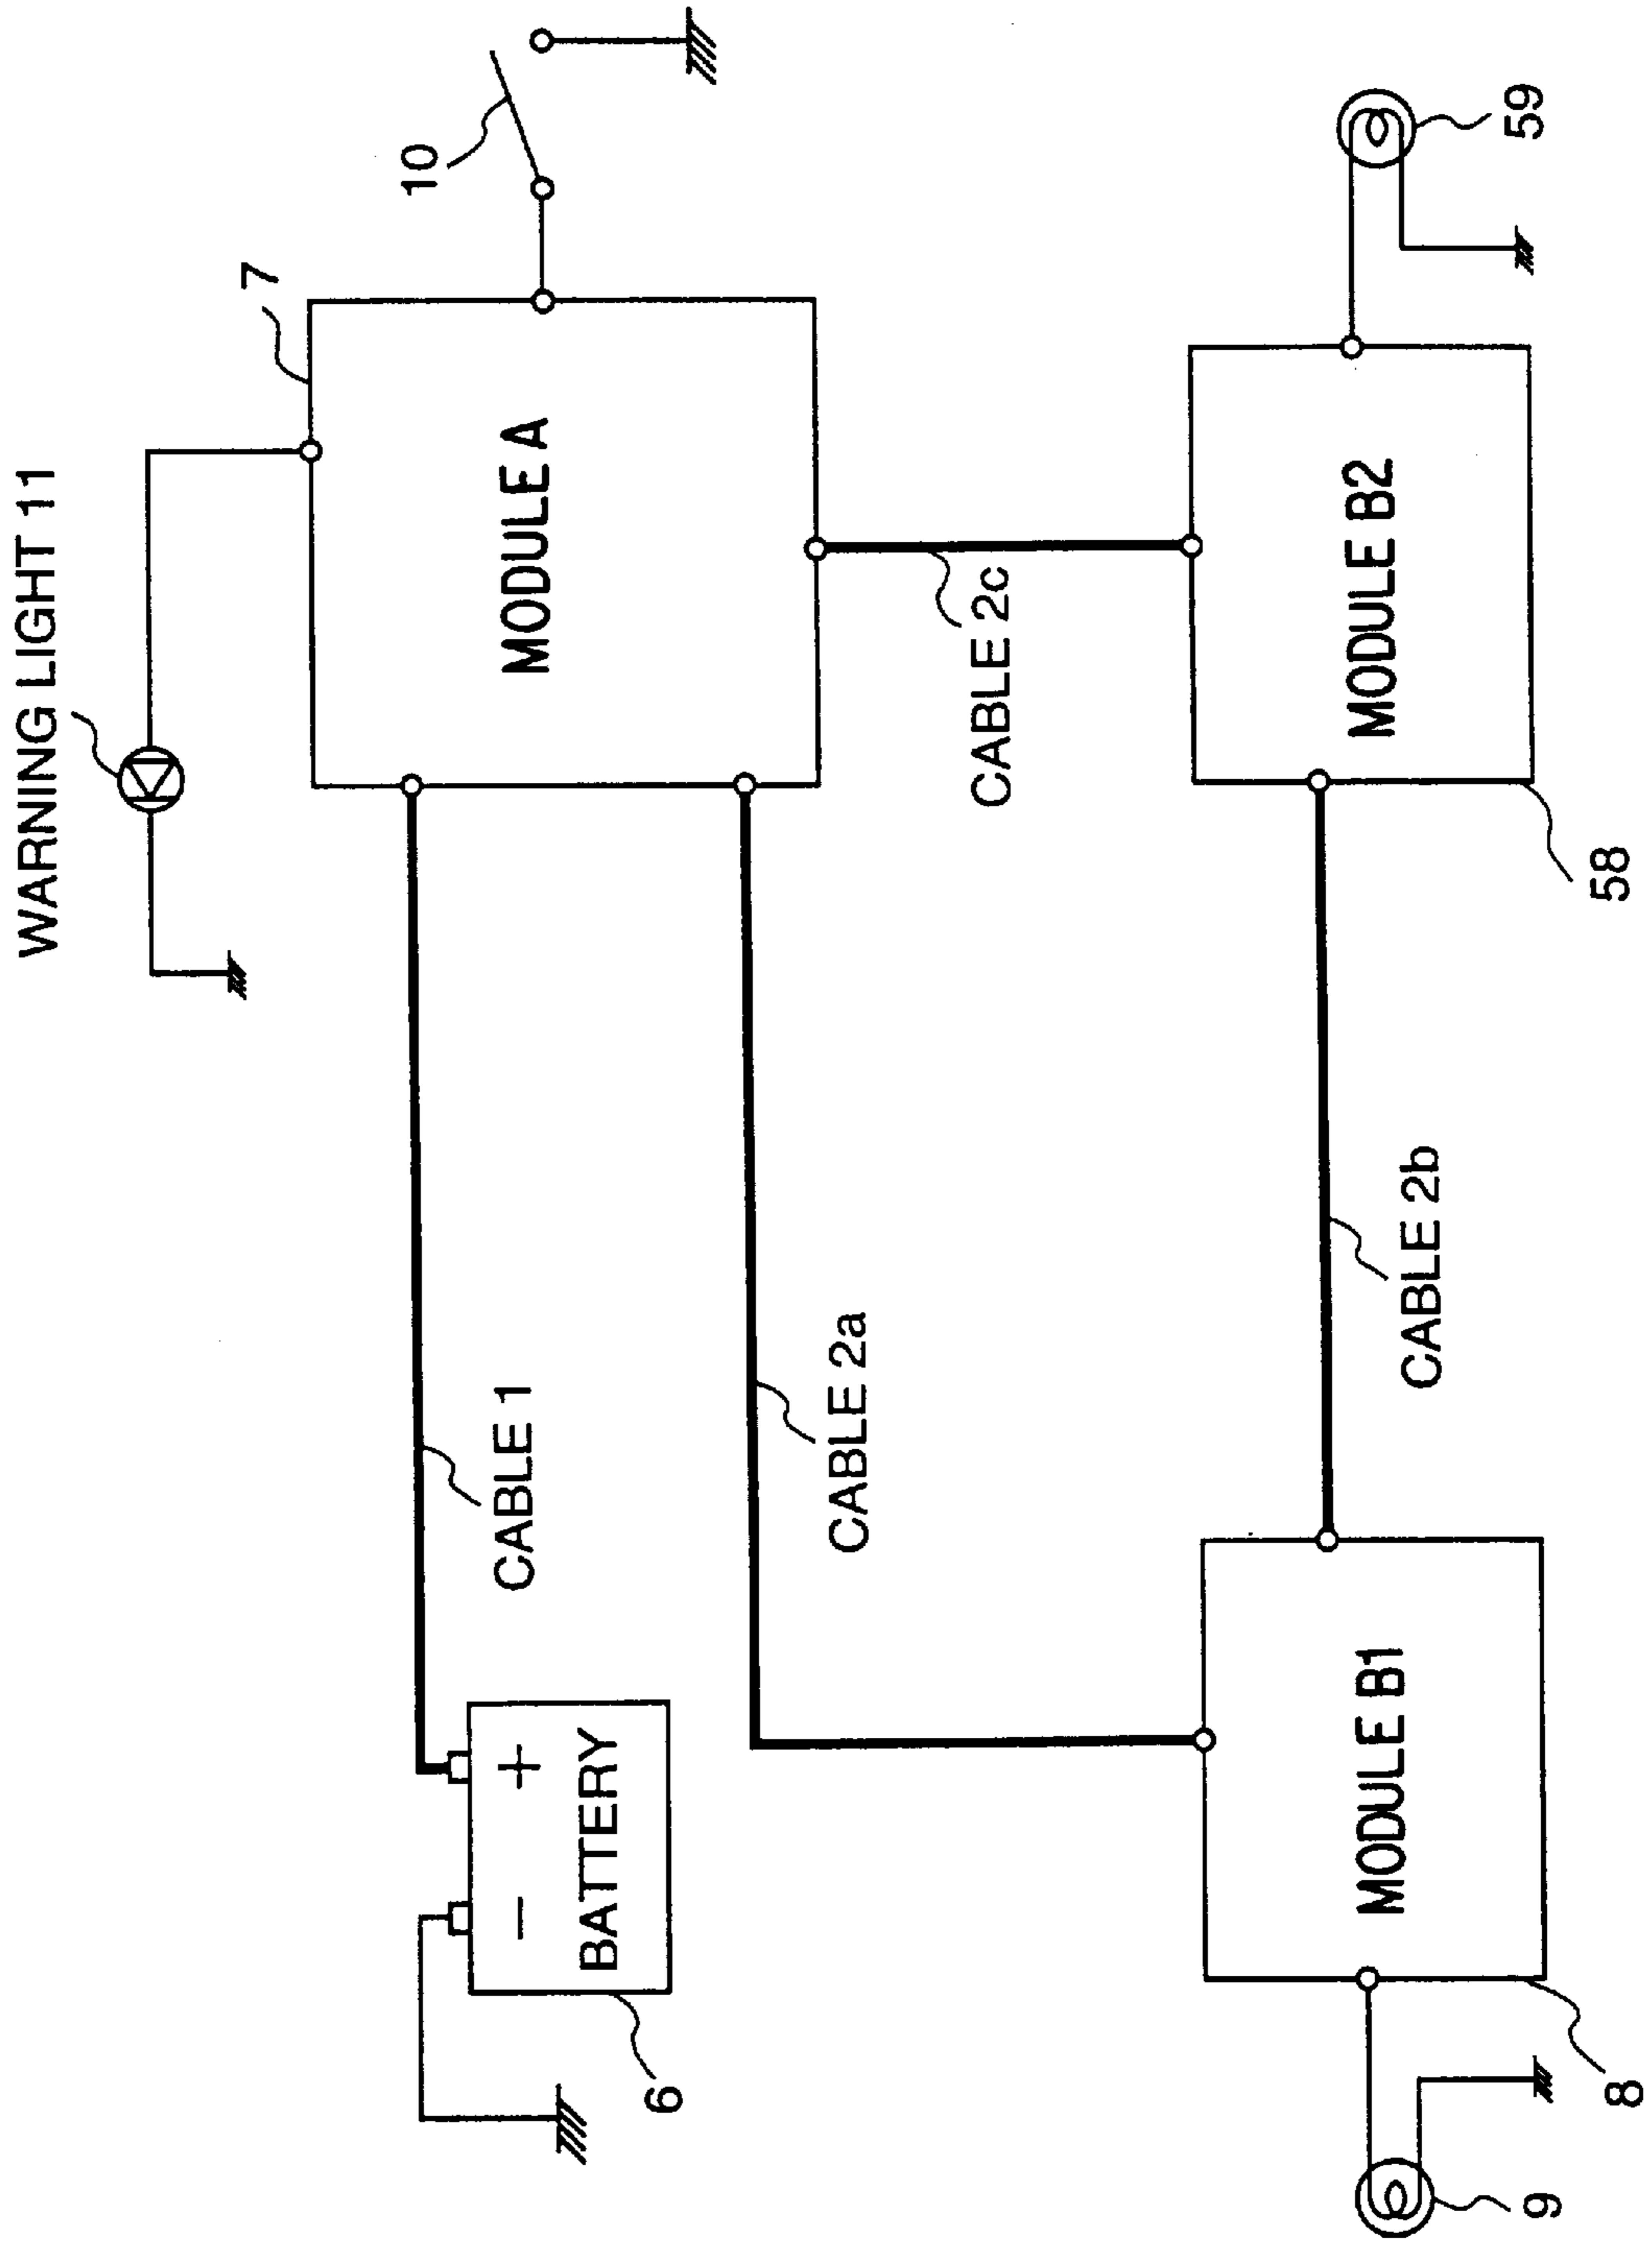 WARNING LIGHT 11
7
10
MODULE A
CABLE 1
+
−
BATTERY
6
CABLE 2a
CABLE 2c
CABLE 2b
MODULE B1
8
9
MODULE B2
58
59